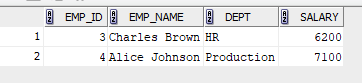 EMP_ID EMP_NAME DEPT SALARY
1 3 Charles Brown HR 6200
2 4 Alice Johnson Production 7100